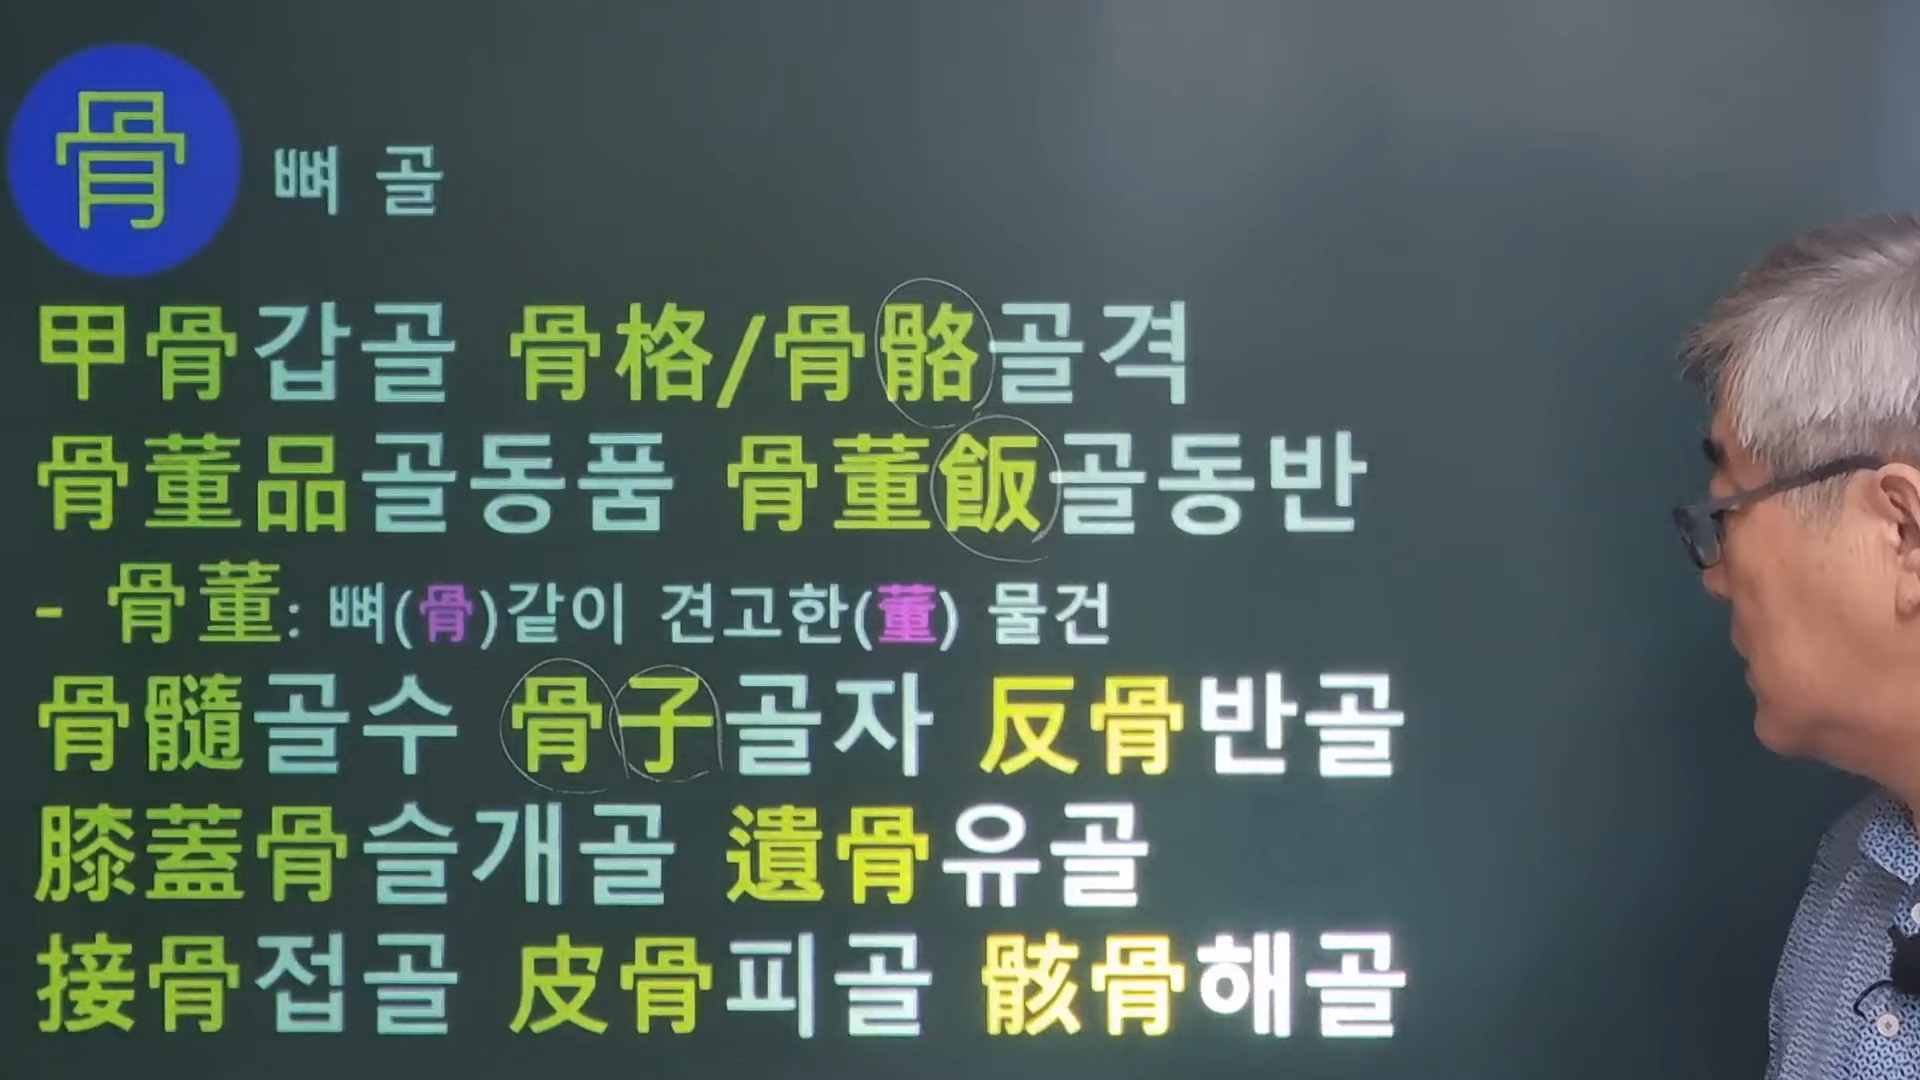 骨 뼈 골
甲骨갑골 骨格/骨骼골격
骨董品골동품 骨董飯골동반
- 骨董: 뼈(骨)같이 견고한(董) 물건
骨髓골수 骨子골자 反骨반골
膝蓋骨슬개골 遺骨유골
接骨접골 皮骨피골 骸骨해골